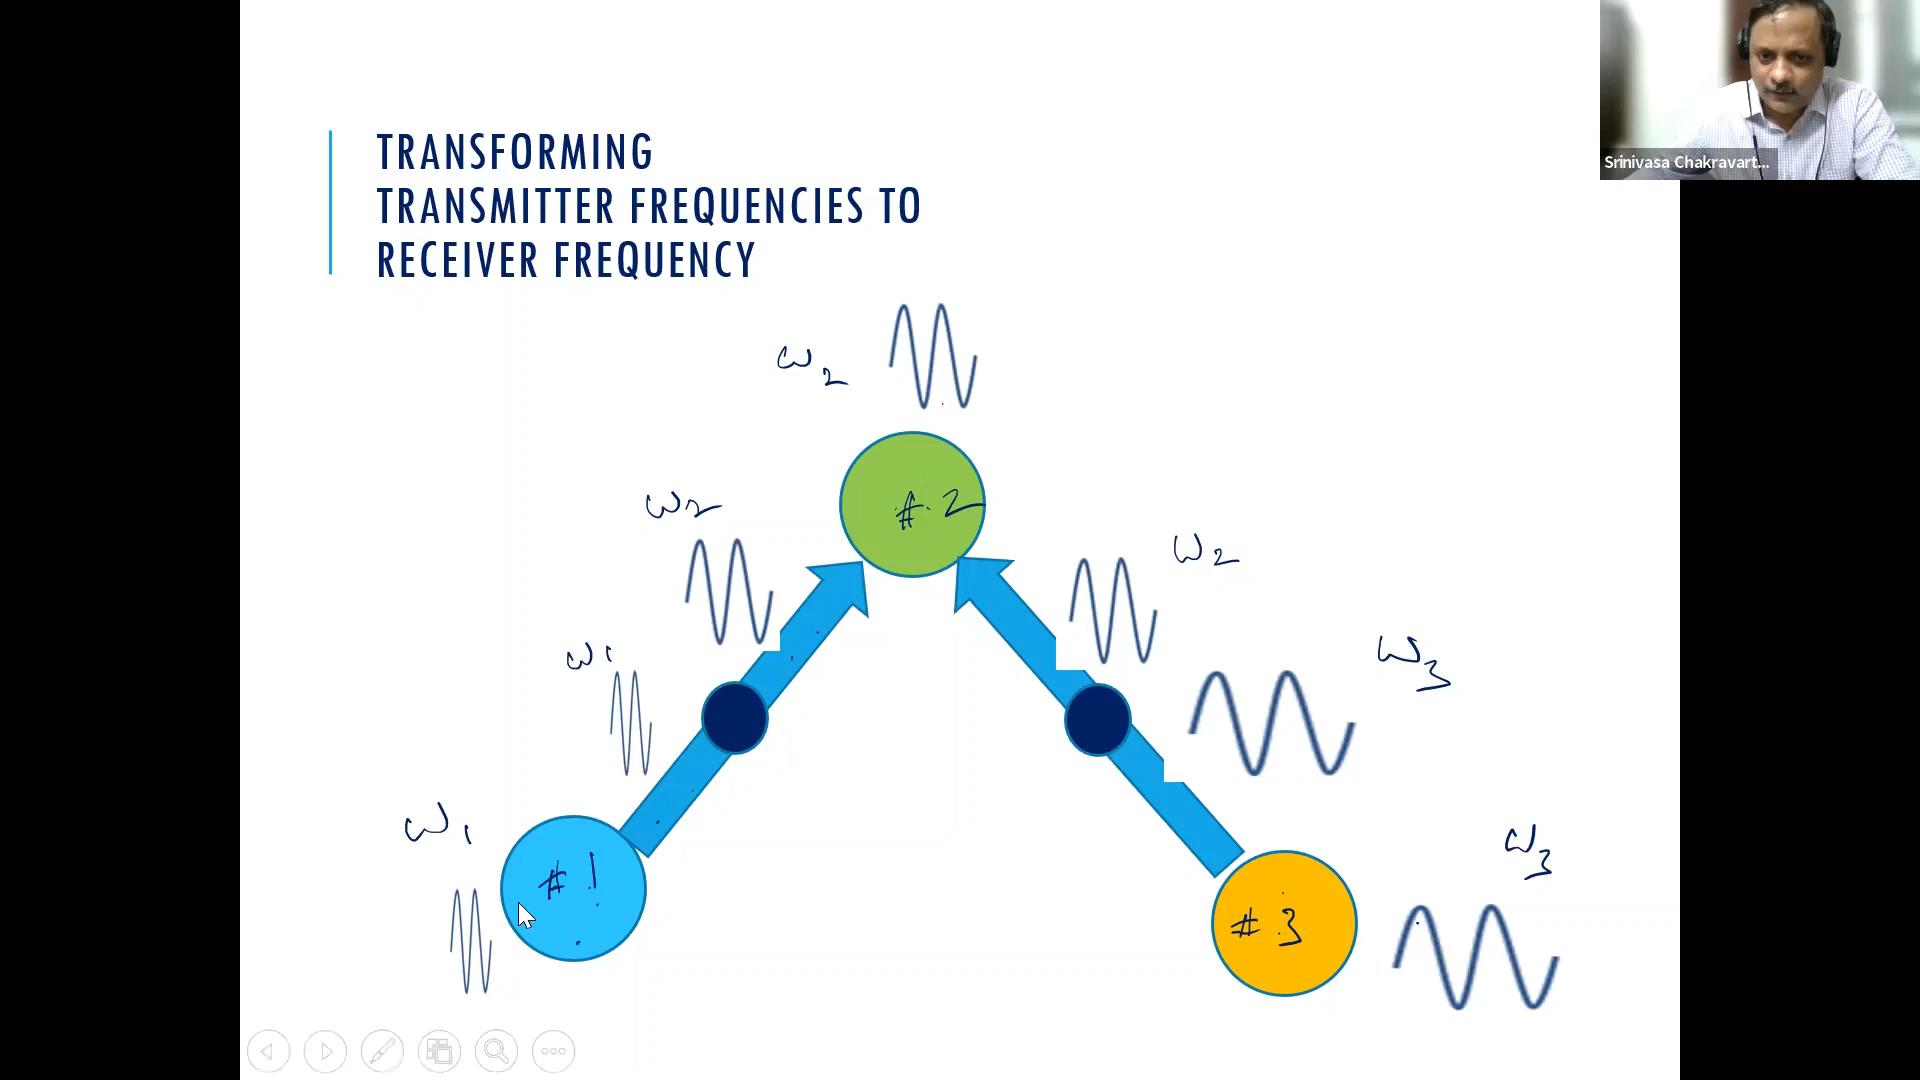 Srinivasa Chakravart...
TRANSFORMING
TRANSMITTER FREQUENCIES TO
RECEIVER FREQUENCY
ω2
ω2
#2
ω2
ω1
ω3
ω1
#1
ω3
#3